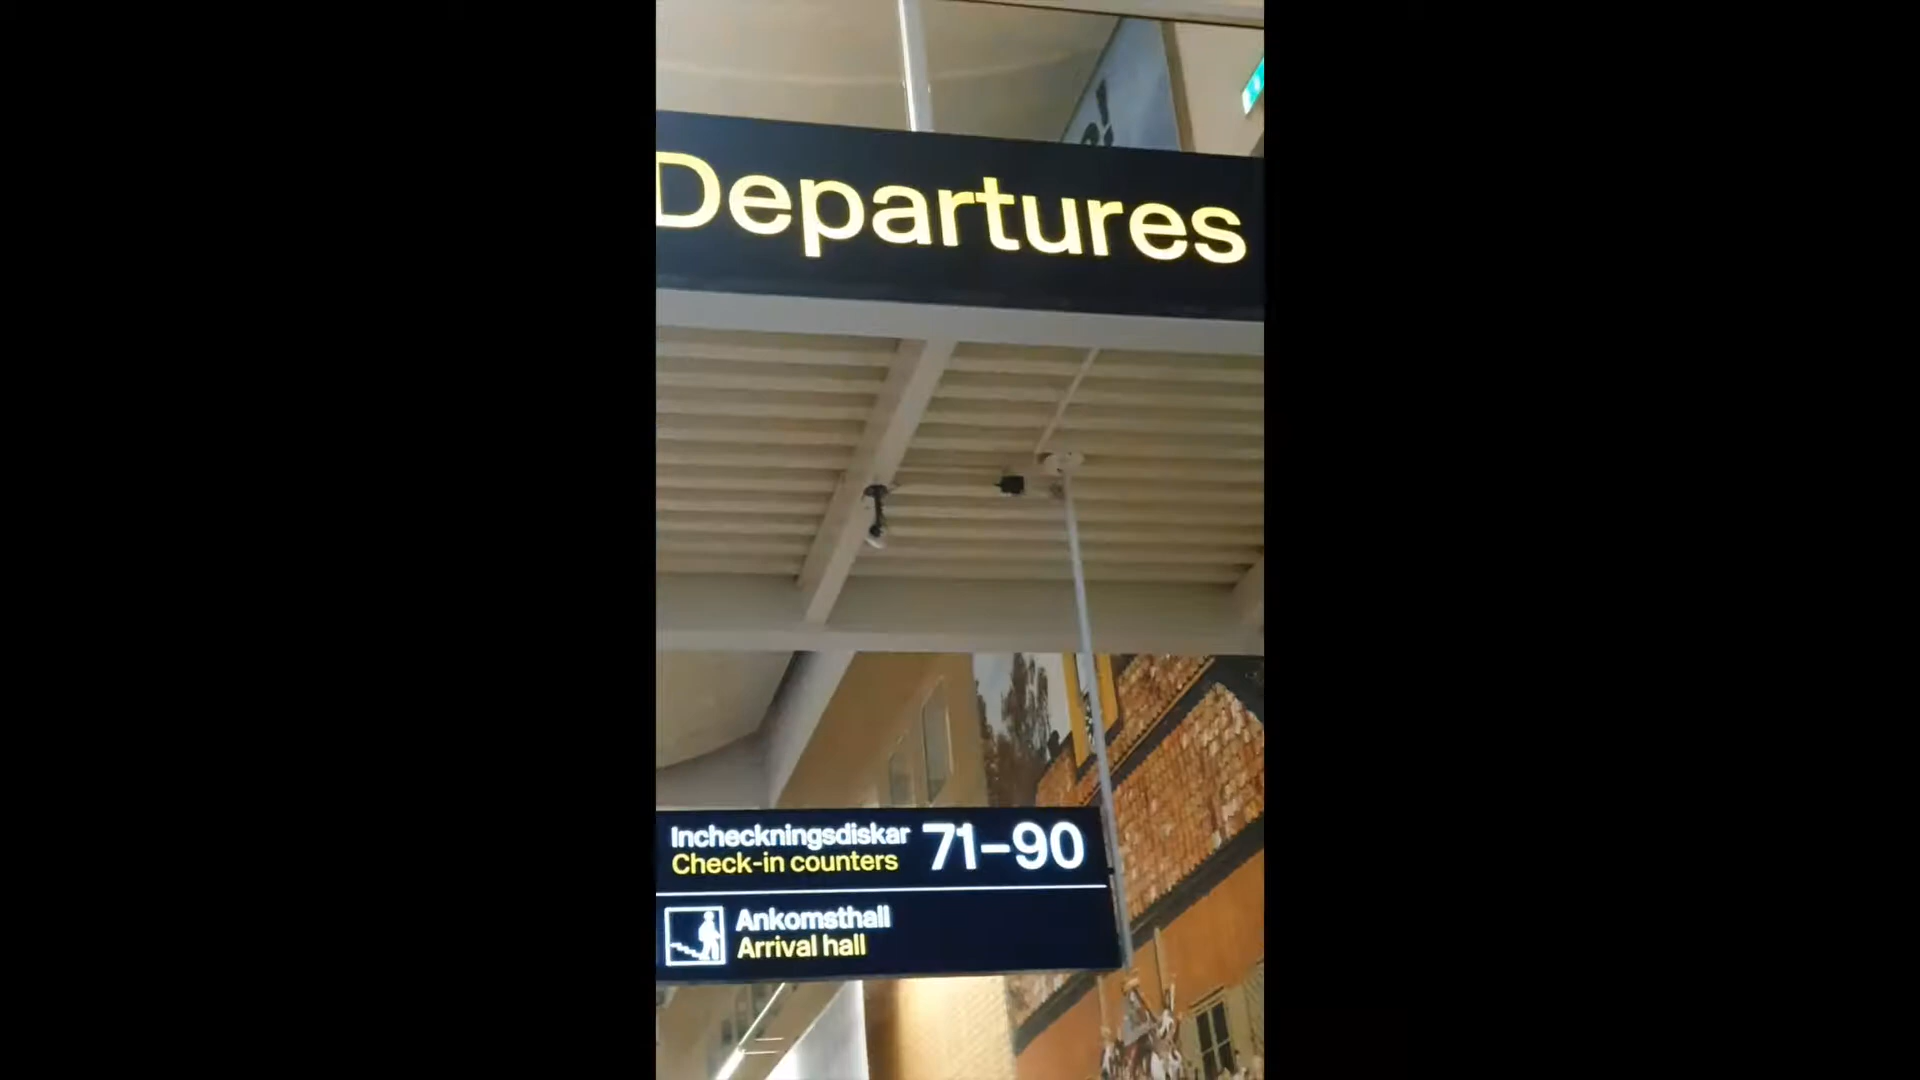 Departures
Incheckningsdiskar 71–90
Check-in counters
Ankomsthall
Arrival hall